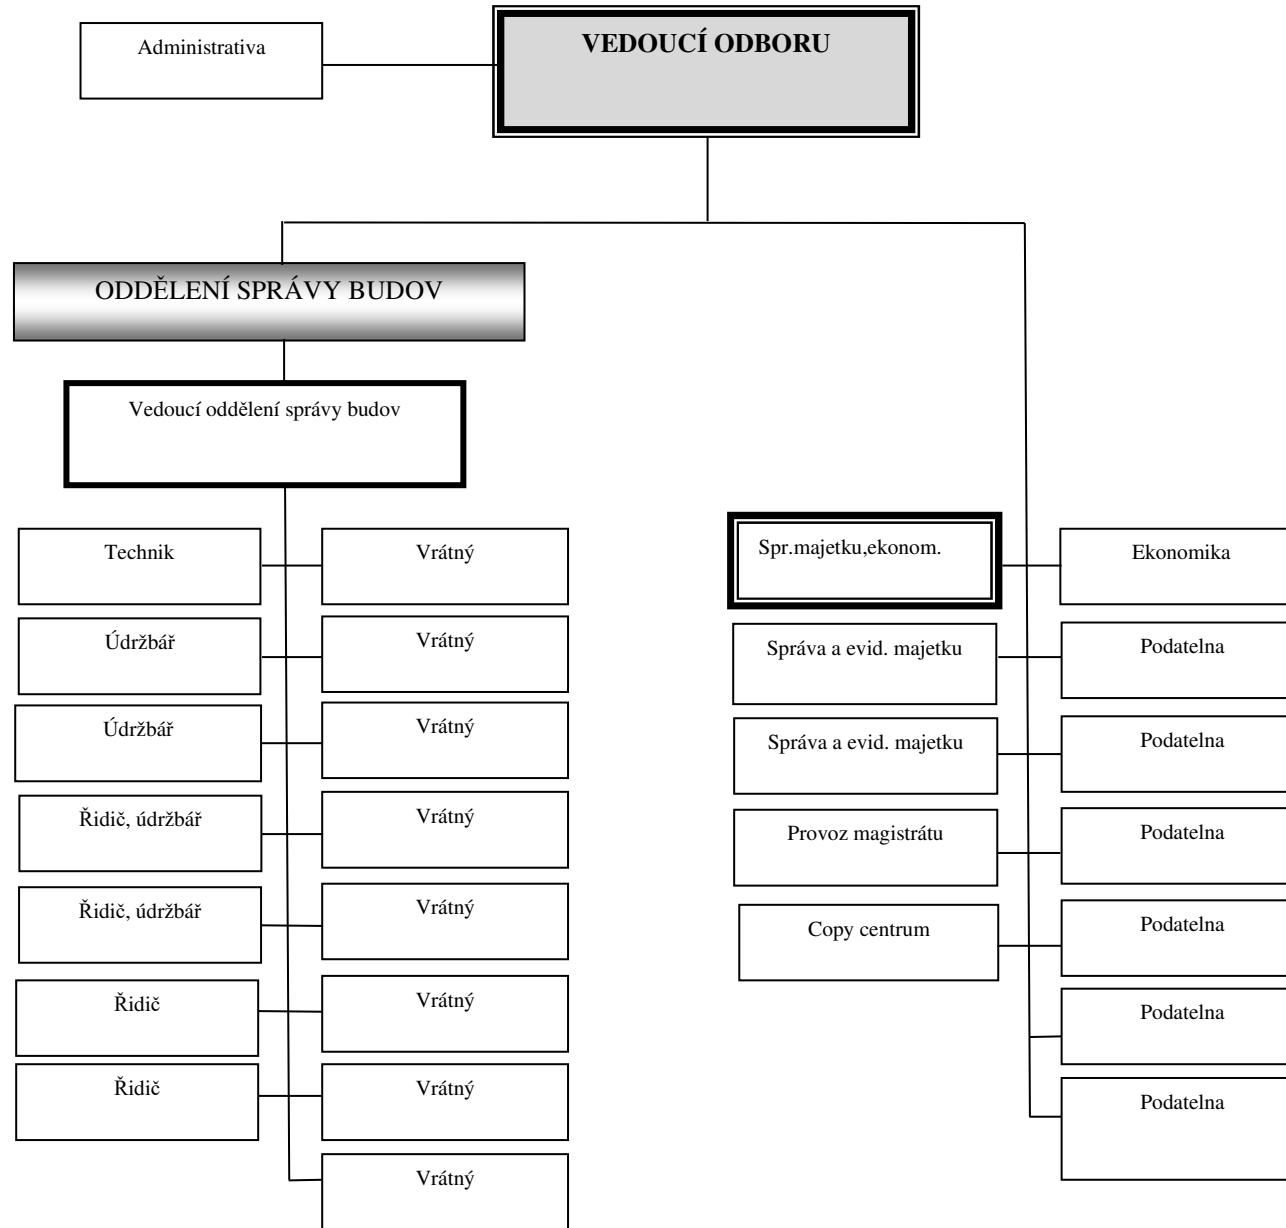 Administrativa
VEDOUCÍ ODBORU
ODDĚLENÍ SPRÁVY BUDOV
Vedoucí oddělení správy budov
Technik
Vrátný
Údržbář
Vrátný
Údržbář
Vrátný
Řidič, údržbář
Vrátný
Řidič, údržbář
Vrátný
Řidič
Vrátný
Řidič
Vrátný
Vrátný
Spr.majetku,ekonom.
Ekonomika
Správa a evid. majetku
Podatelna
Správa a evid. majetku
Podatelna
Provoz magistrátu
Podatelna
Copy centrum
Podatelna
Podatelna
Podatelna